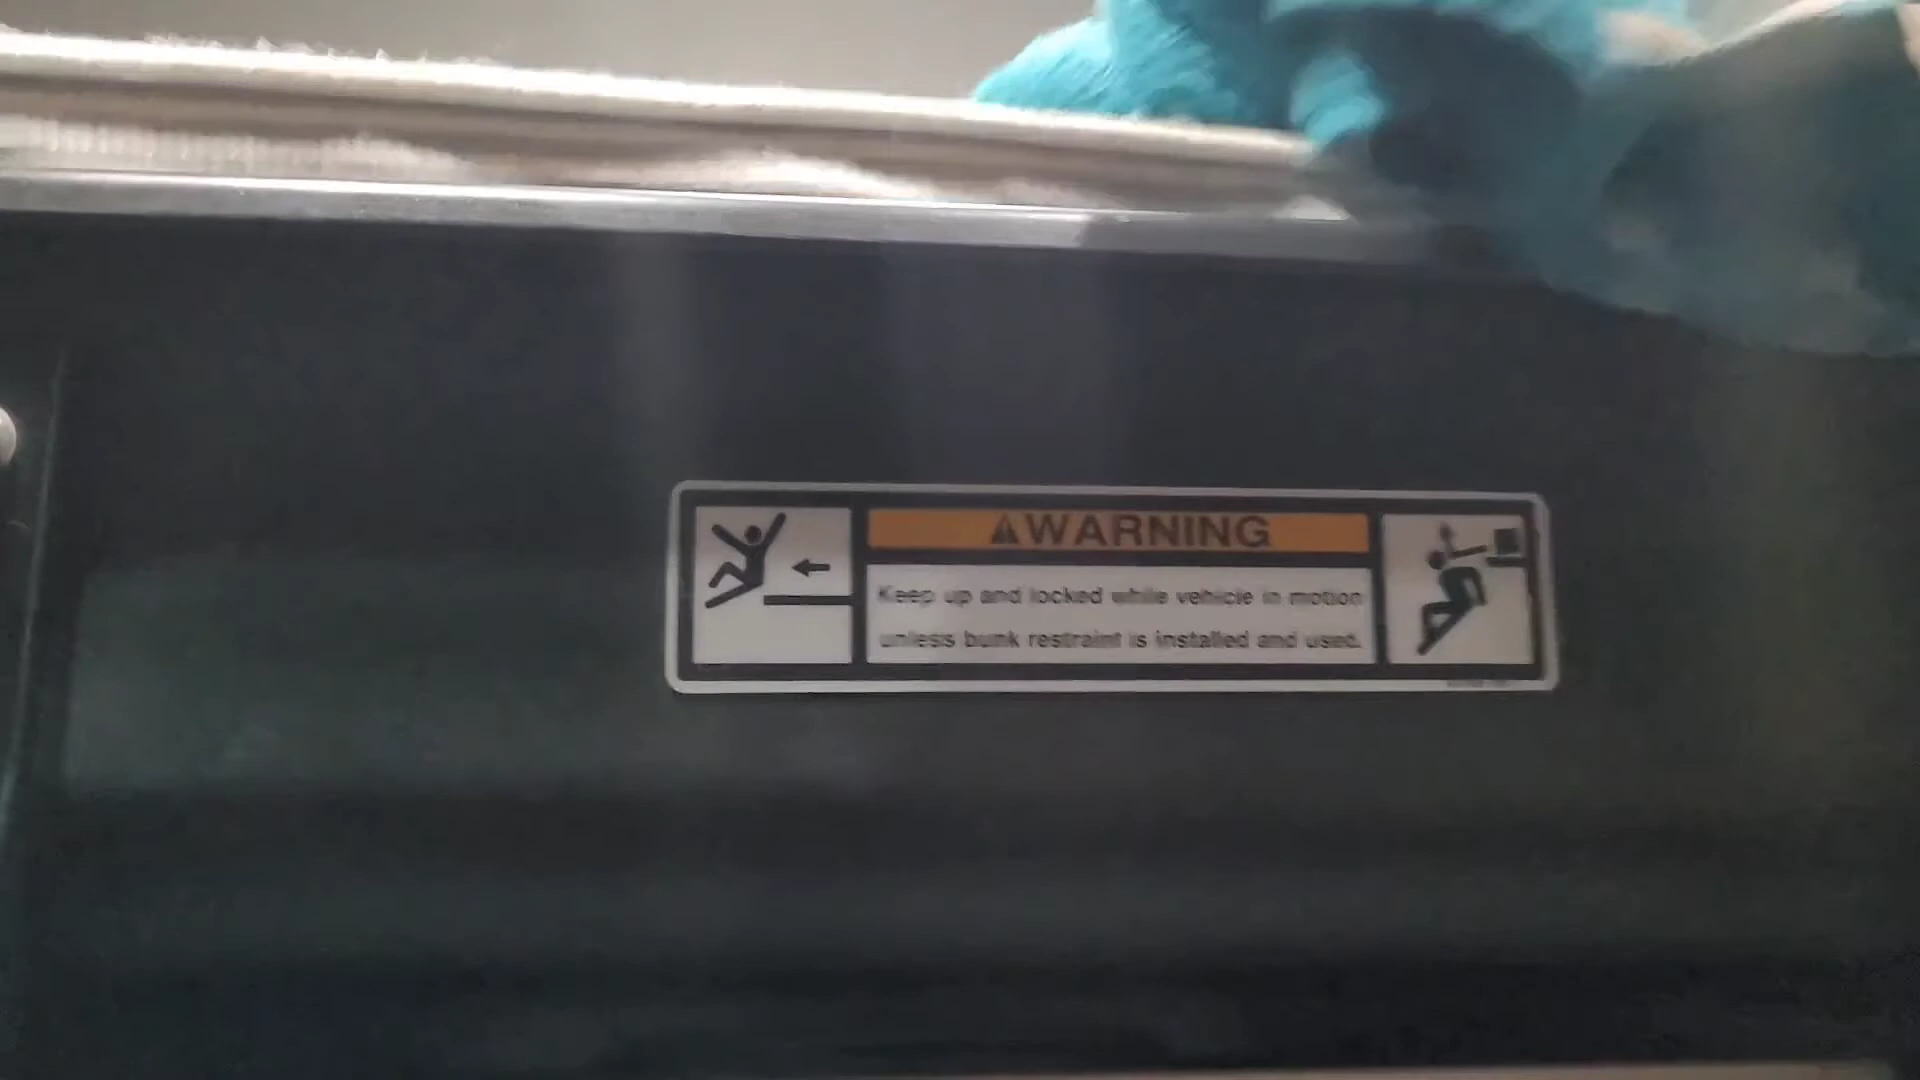 ⚠WARNING
Keep up and locked while vehicle in motion
unless bunk restraint is installed and used.